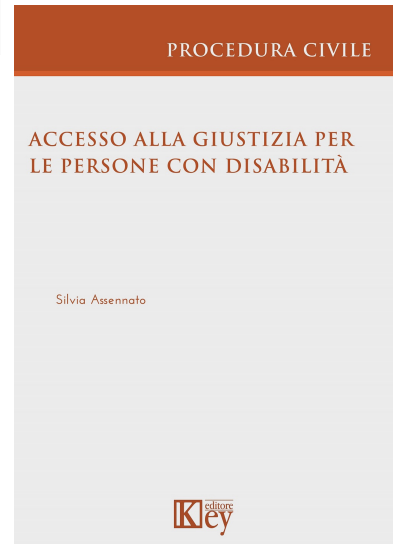 PROCEDURA CIVILE
ACCESSO ALLA GIUSTIZIA PER
LE PERSONE CON DISABILITÀ
Silvia Assennato
Key editore